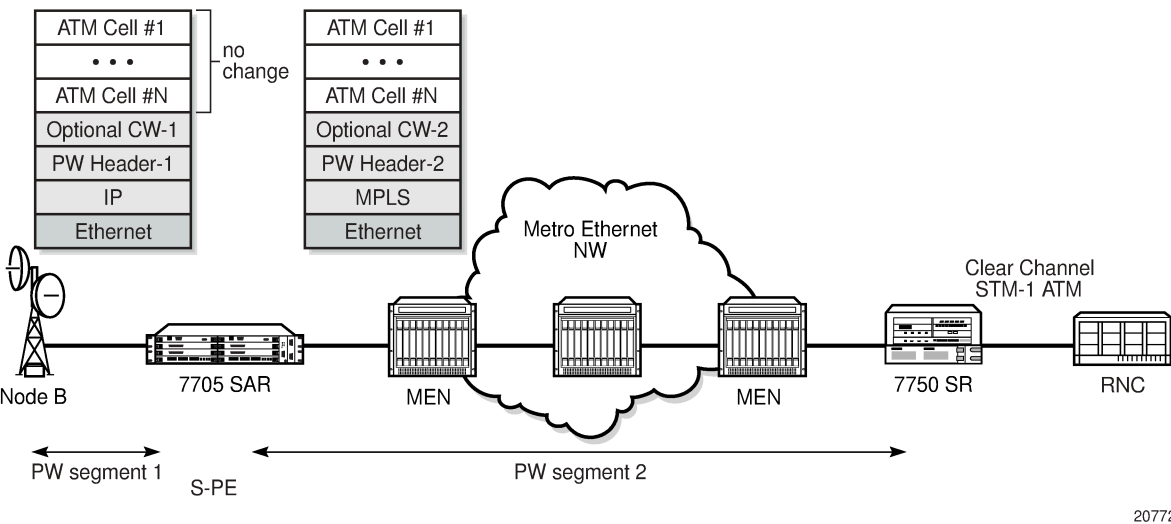 ATM Cell #1
• • •
ATM Cell #N
Optional CW-1
PW Header-1
IP
Ethernet
no
change
ATM Cell #1
• • •
ATM Cell #N
Optional CW-2
PW Header-2
MPLS
Ethernet
Metro Ethernet
NW
Clear Channel
STM-1 ATM
Node B
7705 SAR
MEN
MEN
7750 SR
RNC
PW segment 1
S-PE
PW segment 2
20772